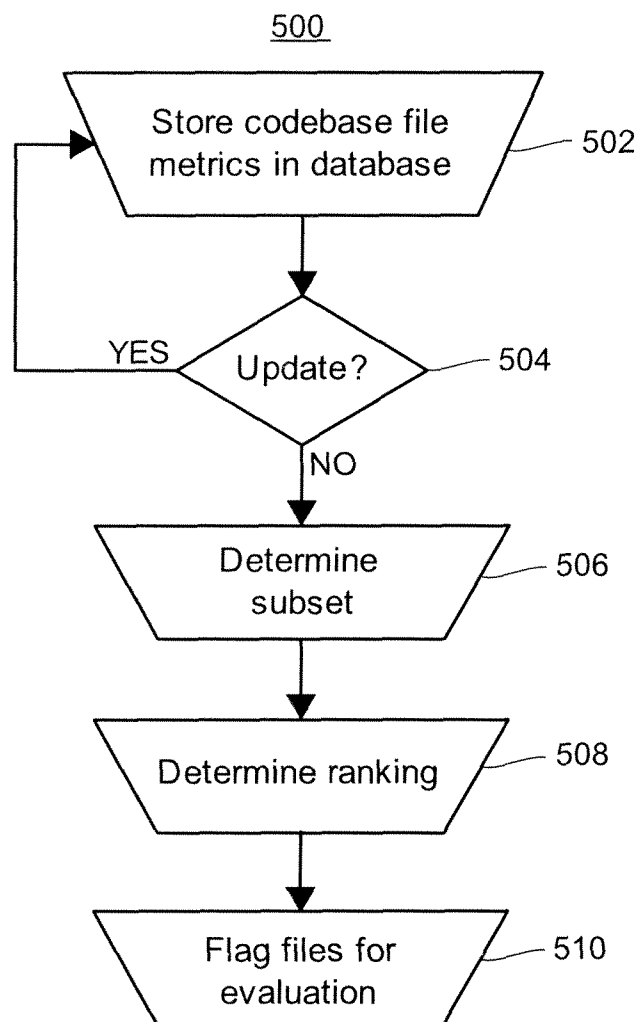 500
Store codebase file
metrics in database
502
YES
Update?
504
NO
Determine
subset
506
Determine ranking
508
Flag files for
evaluation
510